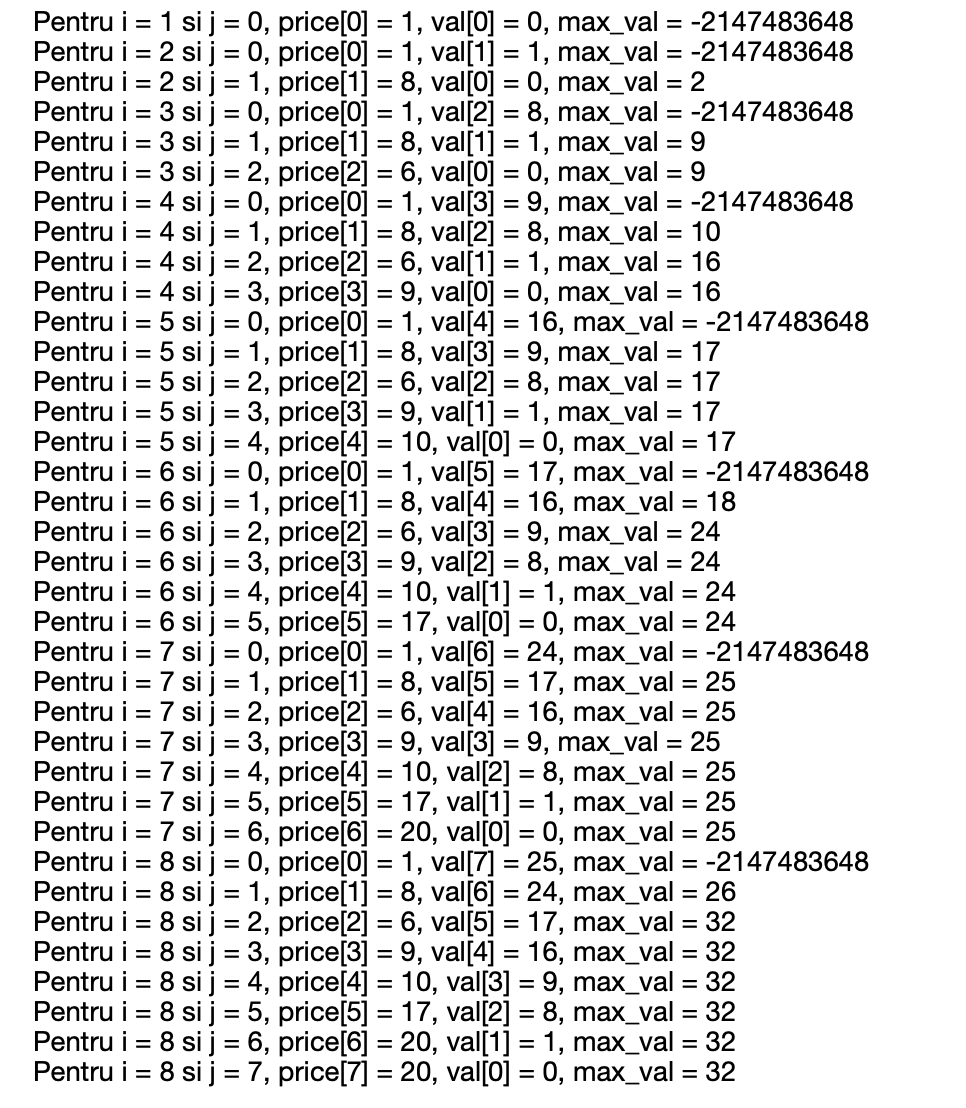 Pentru i = 1 si j = 0, price[0] = 1, val[0] = 0, max_val = -2147483648
Pentru i = 2 si j = 0, price[0] = 1, val[1] = 1, max_val = -2147483648
Pentru i = 2 si j = 1, price[1] = 8, val[0] = 0, max_val = 2
Pentru i = 3 si j = 0, price[0] = 1, val[2] = 8, max_val = -2147483648
Pentru i = 3 si j = 1, price[1] = 8, val[1] = 1, max_val = 9
Pentru i = 3 si j = 2, price[2] = 6, val[0] = 0, max_val = 9
Pentru i = 4 si j = 0, price[0] = 1, val[3] = 9, max_val = -2147483648
Pentru i = 4 si j = 1, price[1] = 8, val[2] = 8, max_val = 10
Pentru i = 4 si j = 2, price[2] = 6, val[1] = 1, max_val = 16
Pentru i = 4 si j = 3, price[3] = 9, val[0] = 0, max_val = 16
Pentru i = 5 si j = 0, price[0] = 1, val[4] = 16, max_val = -2147483648
Pentru i = 5 si j = 1, price[1] = 8, val[3] = 9, max_val = 17
Pentru i = 5 si j = 2, price[2] = 6, val[2] = 8, max_val = 17
Pentru i = 5 si j = 3, price[3] = 9, val[1] = 1, max_val = 17
Pentru i = 5 si j = 4, price[4] = 10, val[0] = 0, max_val = 17
Pentru i = 6 si j = 0, price[0] = 1, val[5] = 17, max_val = -2147483648
Pentru i = 6 si j = 1, price[1] = 8, val[4] = 16, max_val = 18
Pentru i = 6 si j = 2, price[2] = 6, val[3] = 9, max_val = 24
Pentru i = 6 si j = 3, price[3] = 9, val[2] = 8, max_val = 24
Pentru i = 6 si j = 4, price[4] = 10, val[1] = 1, max_val = 24
Pentru i = 6 si j = 5, price[5] = 17, val[0] = 0, max_val = 24
Pentru i = 7 si j = 0, price[0] = 1, val[6] = 24, max_val = -2147483648
Pentru i = 7 si j = 1, price[1] = 8, val[5] = 17, max_val = 25
Pentru i = 7 si j = 2, price[2] = 6, val[4] = 16, max_val = 25
Pentru i = 7 si j = 3, price[3] = 9, val[3] = 9, max_val = 25
Pentru i = 7 si j = 4, price[4] = 10, val[2] = 8, max_val = 25
Pentru i = 7 si j = 5, price[5] = 17, val[1] = 1, max_val = 25
Pentru i = 7 si j = 6, price[6] = 20, val[0] = 0, max_val = 25
Pentru i = 8 si j = 0, price[0] = 1, val[7] = 25, max_val = -2147483648
Pentru i = 8 si j = 1, price[1] = 8, val[6] = 24, max_val = 26
Pentru i = 8 si j = 2, price[2] = 6, val[5] = 17, max_val = 32
Pentru i = 8 si j = 3, price[3] = 9, val[4] = 16, max_val = 32
Pentru i = 8 si j = 4, price[4] = 10, val[3] = 9, max_val = 32
Pentru i = 8 si j = 5, price[5] = 17, val[2] = 8, max_val = 32
Pentru i = 8 si j = 6, price[6] = 20, val[1] = 1, max_val = 32
Pentru i = 8 si j = 7, price[7] = 20, val[0] = 0, max_val = 32